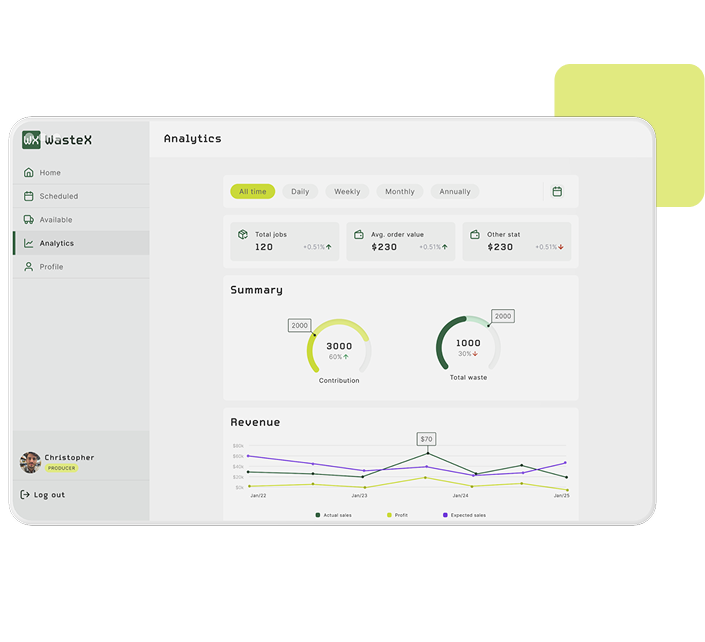 WX WasteX
Analytics
Home
Scheduled
Available
Analytics
Profile
All time Daily Weekly Monthly Annually
Total jobs
120 +0.51%
Avg. order value
$230 +0.51%
Other stat
$230 +0.51%
Summary
2000
3000
60%
Contribution
2000
1000
30%
Total waste
Revenue
$70
$80k
$60k
$40k
$20k
$0k
Jan/22 Jan/23 Jan/24 Jan/25
Actual sales Profit Expected sales
Christopher
PRODUCER
Log out